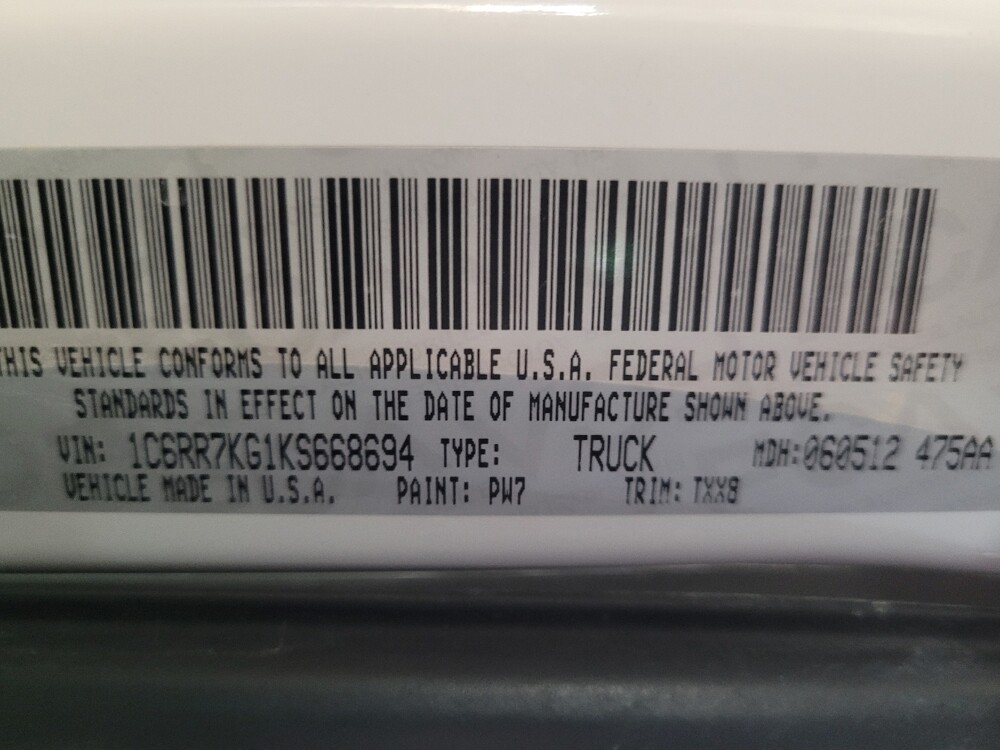 THIS VEHICLE CONFORMS TO ALL APPLICABLE U.S.A. FEDERAL MOTOR VEHICLE SAFETY
STANDARDS IN EFFECT ON THE DATE OF MANUFACTURE SHOWN ABOVE.
VIN: 1C6RR7KG1KS668694 TYPE: TRUCK MDH:060512 475AA
VEHICLE MADE IN U.S.A. PAINT: PW7 TRIM: TXX8